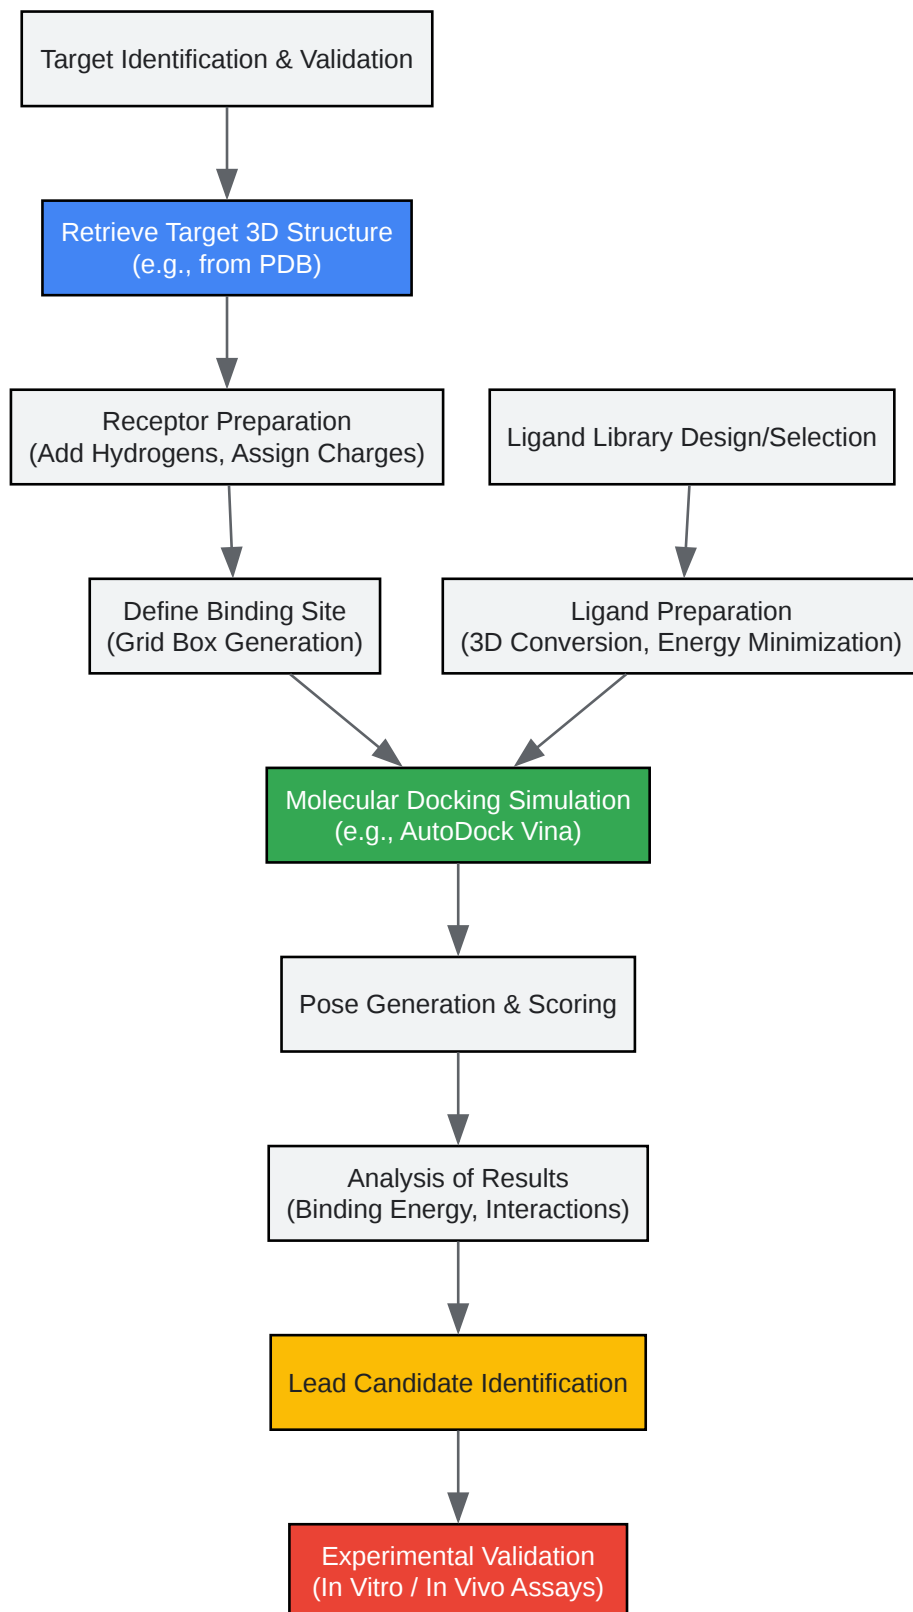 Target Identification & Validation
Retrieve Target 3D Structure
(e.g., from PDB)
Receptor Preparation
(Add Hydrogens, Assign Charges)
Ligand Library Design/Selection
Define Binding Site
(Grid Box Generation)
Ligand Preparation
(3D Conversion, Energy Minimization)
Molecular Docking Simulation
(e.g., AutoDock Vina)
Pose Generation & Scoring
Analysis of Results
(Binding Energy, Interactions)
Lead Candidate Identification
Experimental Validation
(In Vitro / In Vivo Assays)